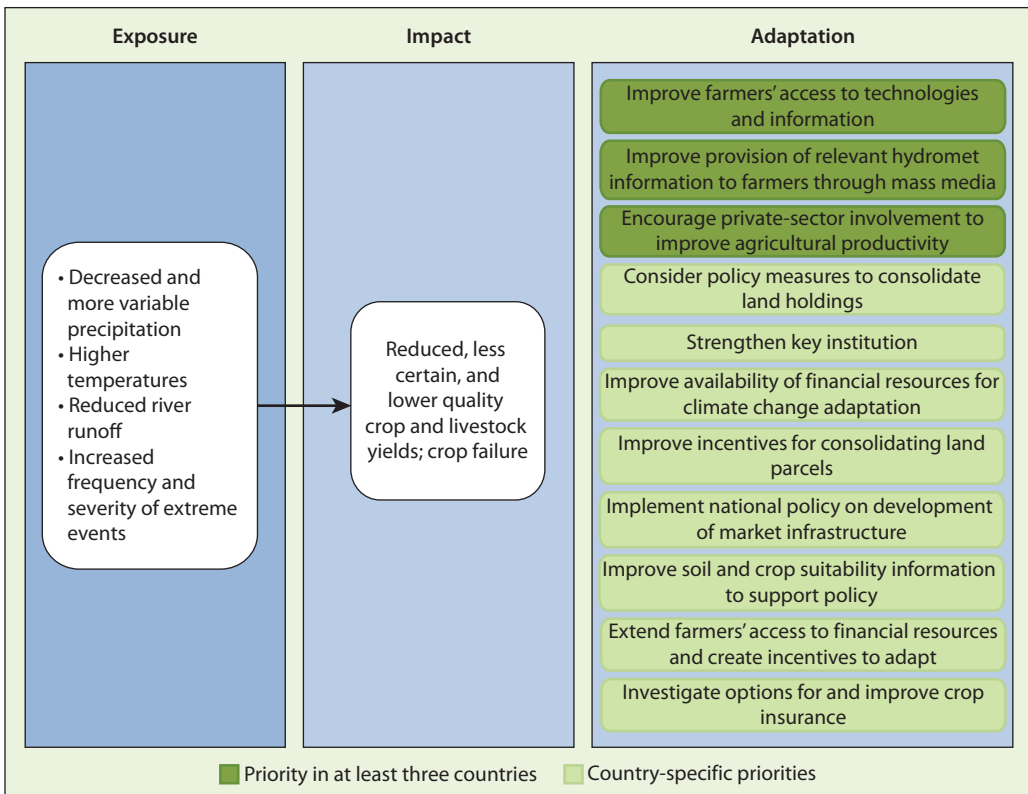 Exposure
Impact
Adaptation
• Decreased and
more variable
precipitation
• Higher
temperatures
• Reduced river
runoff
• Increased
frequency and
severity of extreme
events
Reduced, less
certain, and
lower quality
crop and livestock
yields; crop failure
Improve farmers’ access to technologies
and information
Improve provision of relevant hydromet
information to farmers through mass media
Encourage private-sector involvement to
improve agricultural productivity
Consider policy measures to consolidate
land holdings
Strengthen key institution
Improve availability of financial resources for
climate change adaptation
Improve incentives for consolidating land
parcels
Implement national policy on development
of market infrastructure
Improve soil and crop suitability information
to support policy
Extend farmers’ access to financial resources
and create incentives to adapt
Investigate options for and improve crop
insurance
Priority in at least three countries
Country-specific priorities